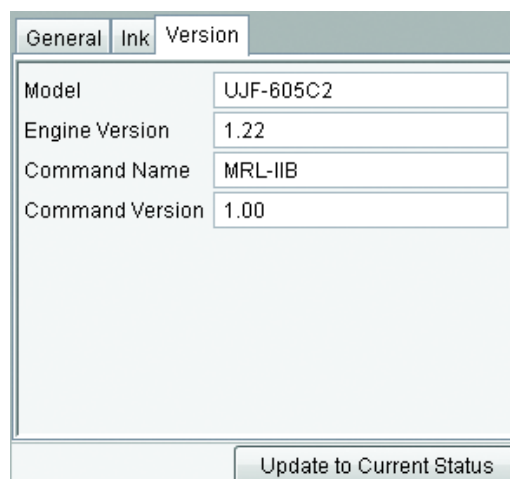 General Ink Version
Model UJF-605C2
Engine Version 1.22
Command Name MRL-IIB
Command Version 1.00
Update to Current Status